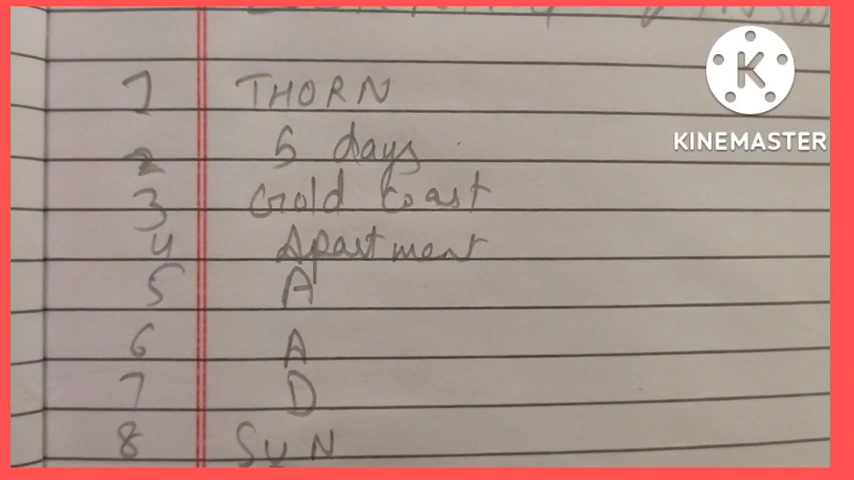 1 THORN
2 5 days
3 Gold Coast
4 Apartment
5 A
6 A
7 D
8 SUN
K
KINEMASTER